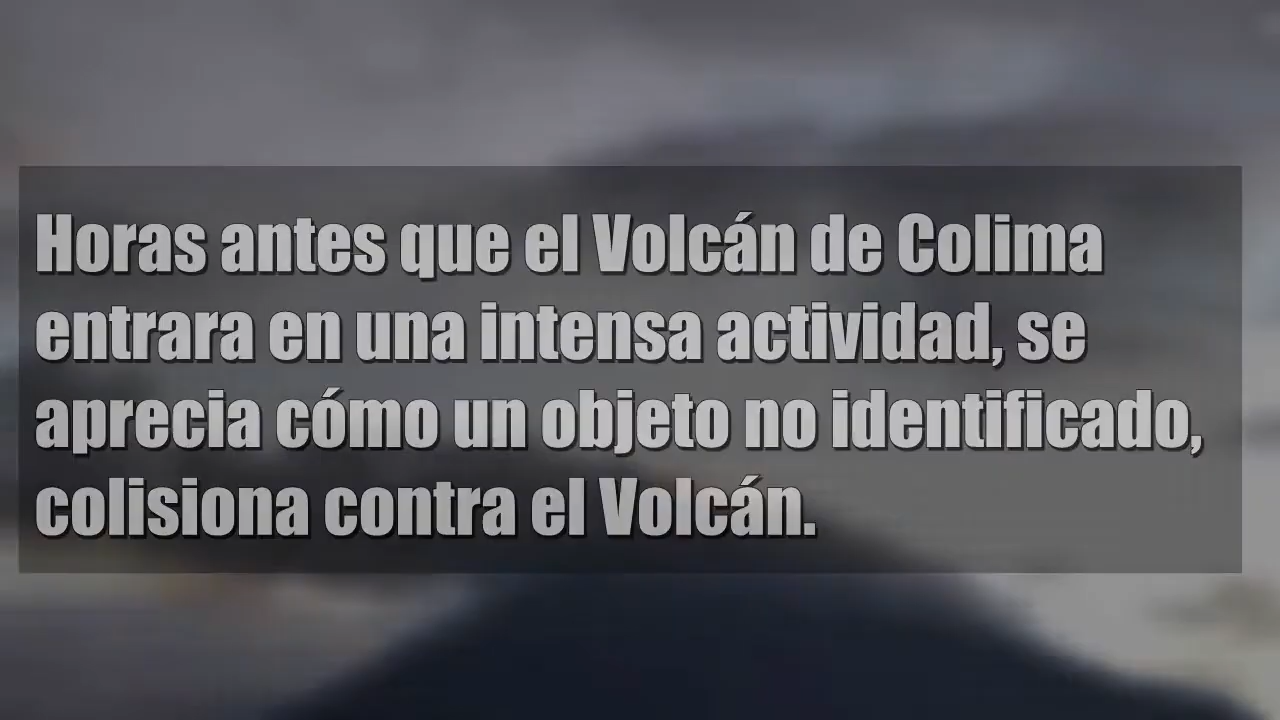 Horas antes que el Volcán de Colima
entrara en una intensa actividad, se
aprecia cómo un objeto no identificado,
colisiona contra el Volcán.